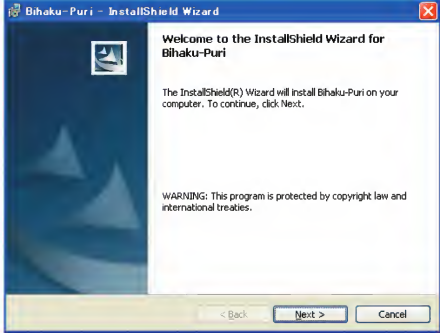 Bihaku-Puri - InstallShield Wizard
Welcome to the InstallShield Wizard for
Bihaku-Puri
The InstallShield(R) Wizard will install Bihaku-Puri on your
computer. To continue, click Next.
WARNING: This program is protected by copyright law and
international treaties.
< Back
Next >
Cancel